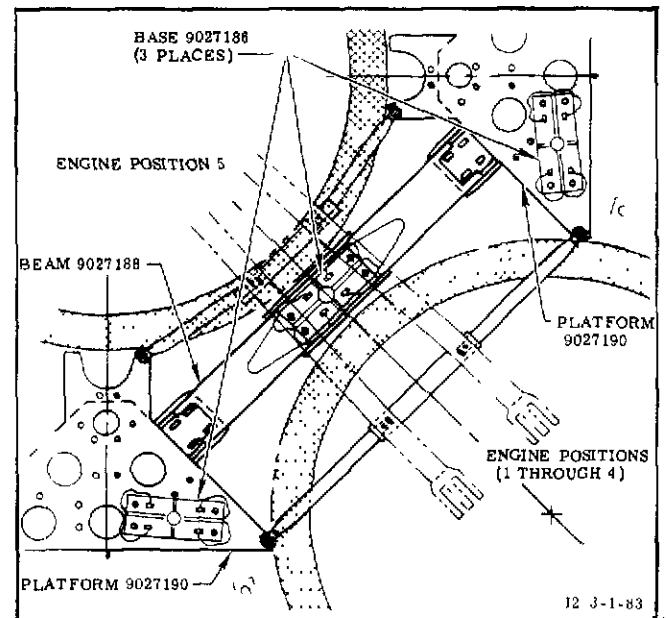 BASE 9027186
(3 PLACES)
ENGINE POSITION 5
BEAM 9027188
PLATFORM
9027190
ENGINE POSITIONS
(1 THROUGH 4)
PLATFORM 9027190
J2 3-1-83